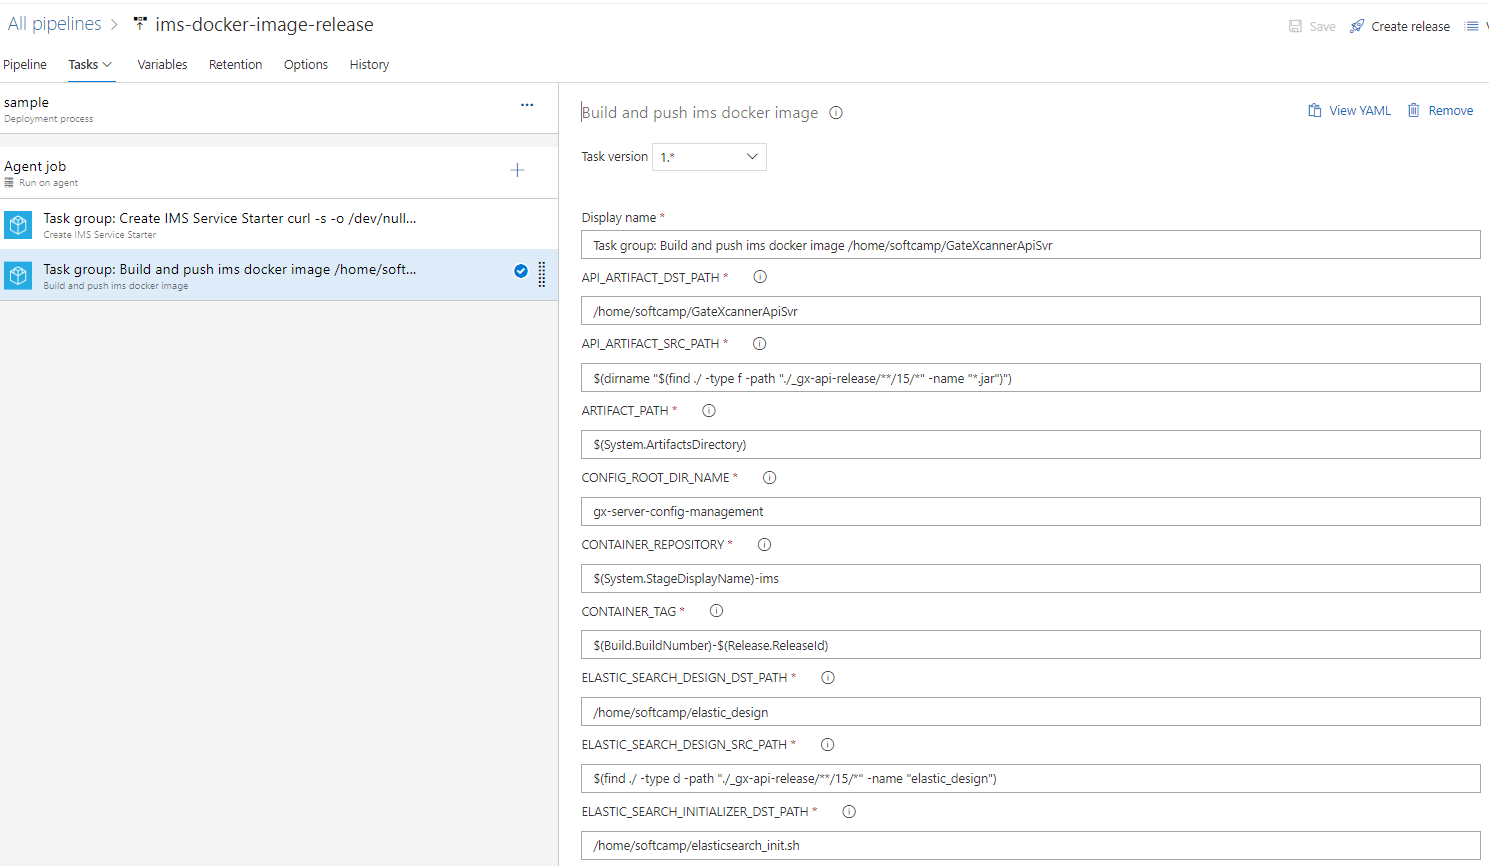 All pipelines > ims-docker-image-release
Save Create release
Pipeline Tasks Variables Retention Options History
sample
Deployment process
Agent job
Run on agent
Task group: Create IMS Service Starter curl -s -o /dev/null...
Create IMS Service Starter
Task group: Build and push ims docker image /home/soft...
Build and push ims docker image
Build and push ims docker image
View YAML Remove
Task version 1.*
Display name *
Task group: Build and push ims docker image /home/softcamp/GateXcannerApiSvr
API_ARTIFACT_DST_PATH *
/home/softcamp/GateXcannerApiSvr
API_ARTIFACT_SRC_PATH *
$(dirname "$(find ./ -type f -path "./_gx-api-release/**/15/*" -name "*.jar")")
ARTIFACT_PATH *
$(System.ArtifactsDirectory)
CONFIG_ROOT_DIR_NAME *
gx-server-config-management
CONTAINER_REPOSITORY *
$(System.StageDisplayName)-ims
CONTAINER_TAG *
$(Build.BuildNumber)-$(Release.ReleaseId)
ELASTIC_SEARCH_DESIGN_DST_PATH *
/home/softcamp/elastic_design
ELASTIC_SEARCH_DESIGN_SRC_PATH *
$(find ./ -type d -path "./_gx-api-release/**/15/*" -name "elastic_design")
ELASTIC_SEARCH_INITIALIZER_DST_PATH *
/home/softcamp/elasticsearch_init.sh